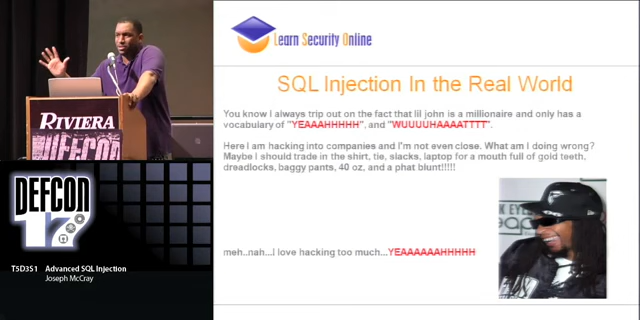 RIVIERA
DEFCON
DEFCON
17
T5D3S1 Advanced SQL Injection
Joseph McCray
Learn Security Online
SQL Injection In the Real World
You know I always trip out on the fact that lil john is a millionaire and only has a
vocabulary of "YEAAAHHHHH", and "WUUUUHAAAATTTT".
Here I am hacking into companies and I'm not even close. What am I doing wrong?
Maybe I should trade in the shirt, tie, slacks, laptop for a mouth full of gold teeth,
dreadlocks, baggy pants, 40 oz, and a phat blunt!!!!!
meh..nah...I love hacking too much...YEAAAAAAHHHHH